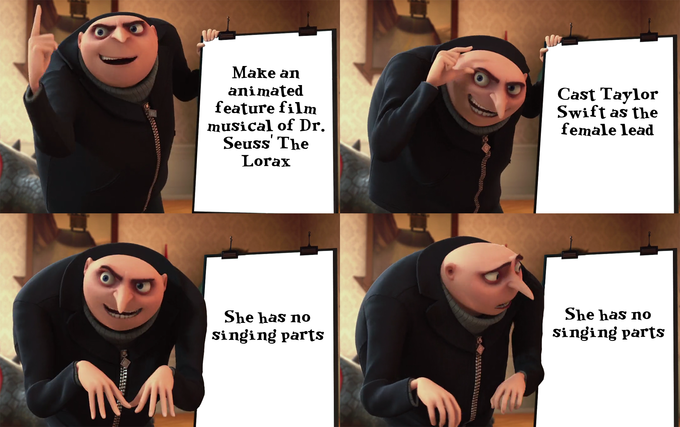 Make an
animated
feature film
musical of Dr.
Seuss' The
Lorax
Cast Taylor
Swift as the
female lead
She has no
singing parts
She has no
singing parts